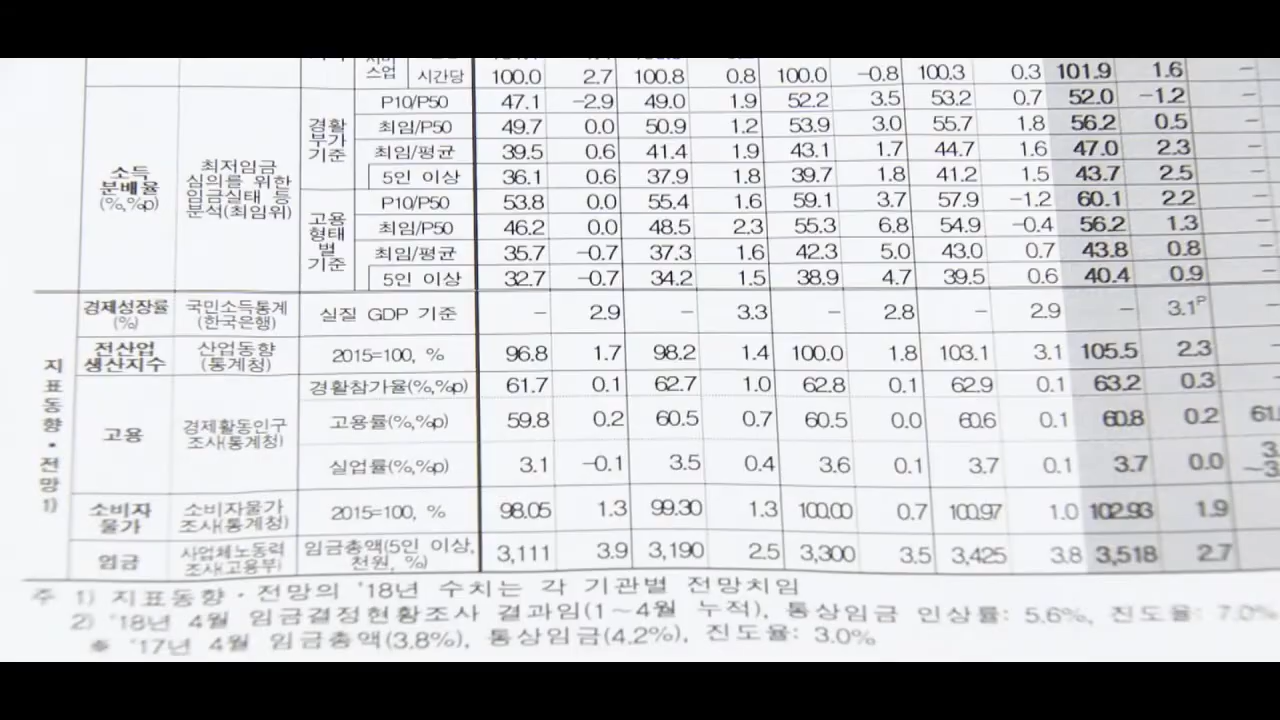 스업 시간당 100.0 2.7 100.8 0.8 100.0 -0.8 100.3 0.3 101.9 1.6 -
소득 분배율 (%,%p) 최저임금 심의를 위한 임금실태 등 분석(최임위) 경활 부가 기준 P10/P50 47.1 -2.9 49.0 1.9 52.2 3.5 53.2 0.7 52.0 -1.2 -
최임/P50 49.7 0.0 50.9 1.2 53.9 3.0 55.7 1.8 56.2 0.5 -
최임/평균 39.5 0.6 41.4 1.9 43.1 1.7 44.7 1.6 47.0 2.3 -
5인 이상 36.1 0.6 37.9 1.8 39.7 1.8 41.2 1.5 43.7 2.5 -
고용 형태 별 기준 P10/P50 53.8 0.0 55.4 1.6 59.1 3.7 57.9 -1.2 60.1 2.2 -
최임/P50 46.2 0.0 48.5 2.3 55.3 6.8 54.9 -0.4 56.2 1.3 -
최임/평균 35.7 -0.7 37.3 1.6 42.3 5.0 43.0 0.7 43.8 0.8 -
5인 이상 32.7 -0.7 34.2 1.5 38.9 4.7 39.5 0.6 40.4 0.9 -
지표동향・전망1)
경제성장률 (%) 국민소득통계 (한국은행) 실질 GDP 기준 - 2.9 - 3.3 - 2.8 - 2.9 - 3.1P -
전산업 생산지수 산업동향 (통계청) 2015=100, % 96.8 1.7 98.2 1.4 100.0 1.8 103.1 3.1 105.5 2.3 -
고용 경제활동인구 조사(통계청) 경활참가율(%,%p) 61.7 0.1 62.7 1.0 62.8 0.1 62.9 0.1 63.2 0.3 -
고용률(%,%p) 59.8 0.2 60.5 0.7 60.5 0.0 60.6 0.1 60.8 0.2
실업률(%,%p) 3.1 -0.1 3.5 0.4 3.6 0.1 3.7 0.1 3.7 0.0
소비자 물가 소비자물가 조사(통계청) 2015=100, % 98.05 1.3 99.30 1.3 100.00 0.7 100.97 1.0 102.93 1.9
임금 사업체노동력 조사(고용부) 임금총액(5인 이상, 천원, %) 3,111 3.9 3,190 2.5 3,300 3.5 3,425 3.8 3,518 2.7
주 1) 지표동향・전망의 '18년 수치는 각 기관별 전망치임
2) '18년 4월 임금결정현황조사 결과임(1~4월 누적), 통상임금 인상률: 5.6%, 진도율: 7.0%
※ '17년 4월 임금총액(3.8%), 통상임금(4.2%), 진도율: 3.0%